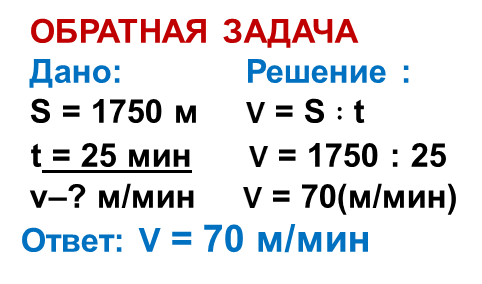 ОБРАТНАЯ ЗАДАЧА
Дано: Решение :
S = 1750 м V = S : t
t = 25 мин V = 1750 : 25
v–? м/мин V = 70(м/мин)
Ответ: V = 70 м/мин